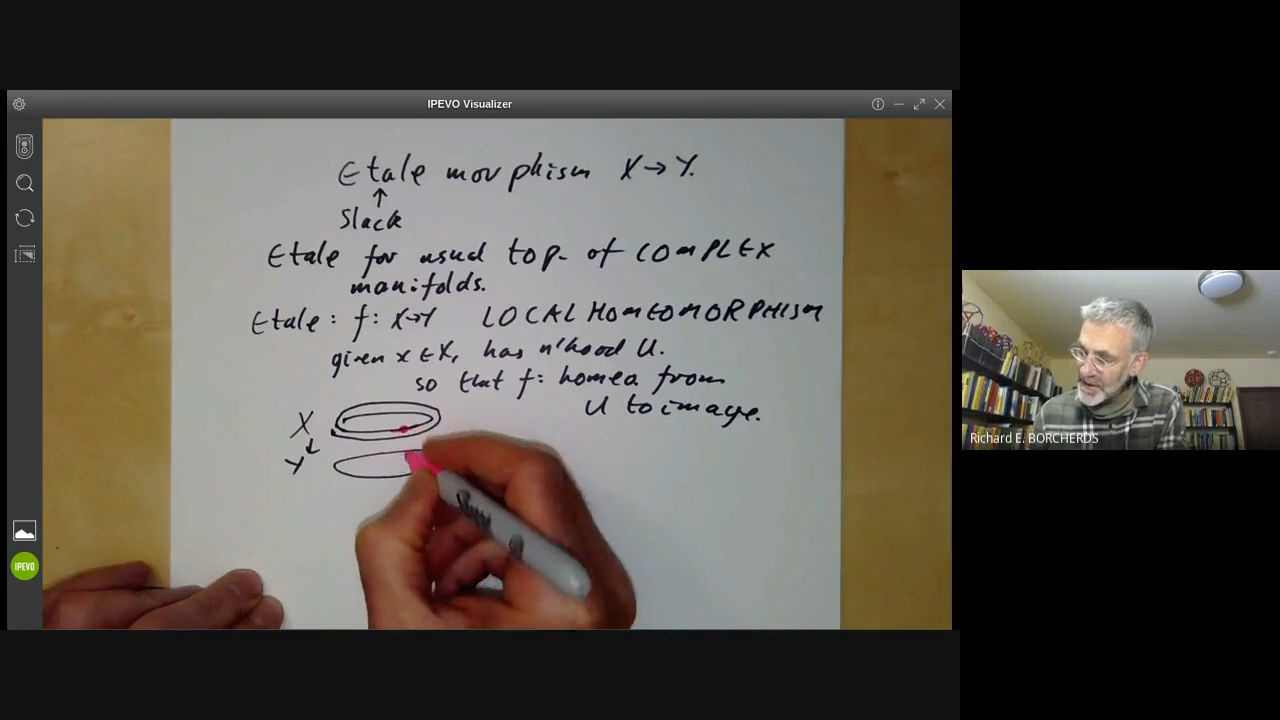 IPEVO Visualizer
Etale morphism X→Y.
↑
Slack
Etale for usual top. of COMPLEX
manifolds.
Etale: f: X→Y LOCAL HOMEOMORPHISM
given x ∈ X, has n'hood U.
so that f: homeo from
U to image.
X
↓
Y
IPEVO
Richard E. BORCHERDS